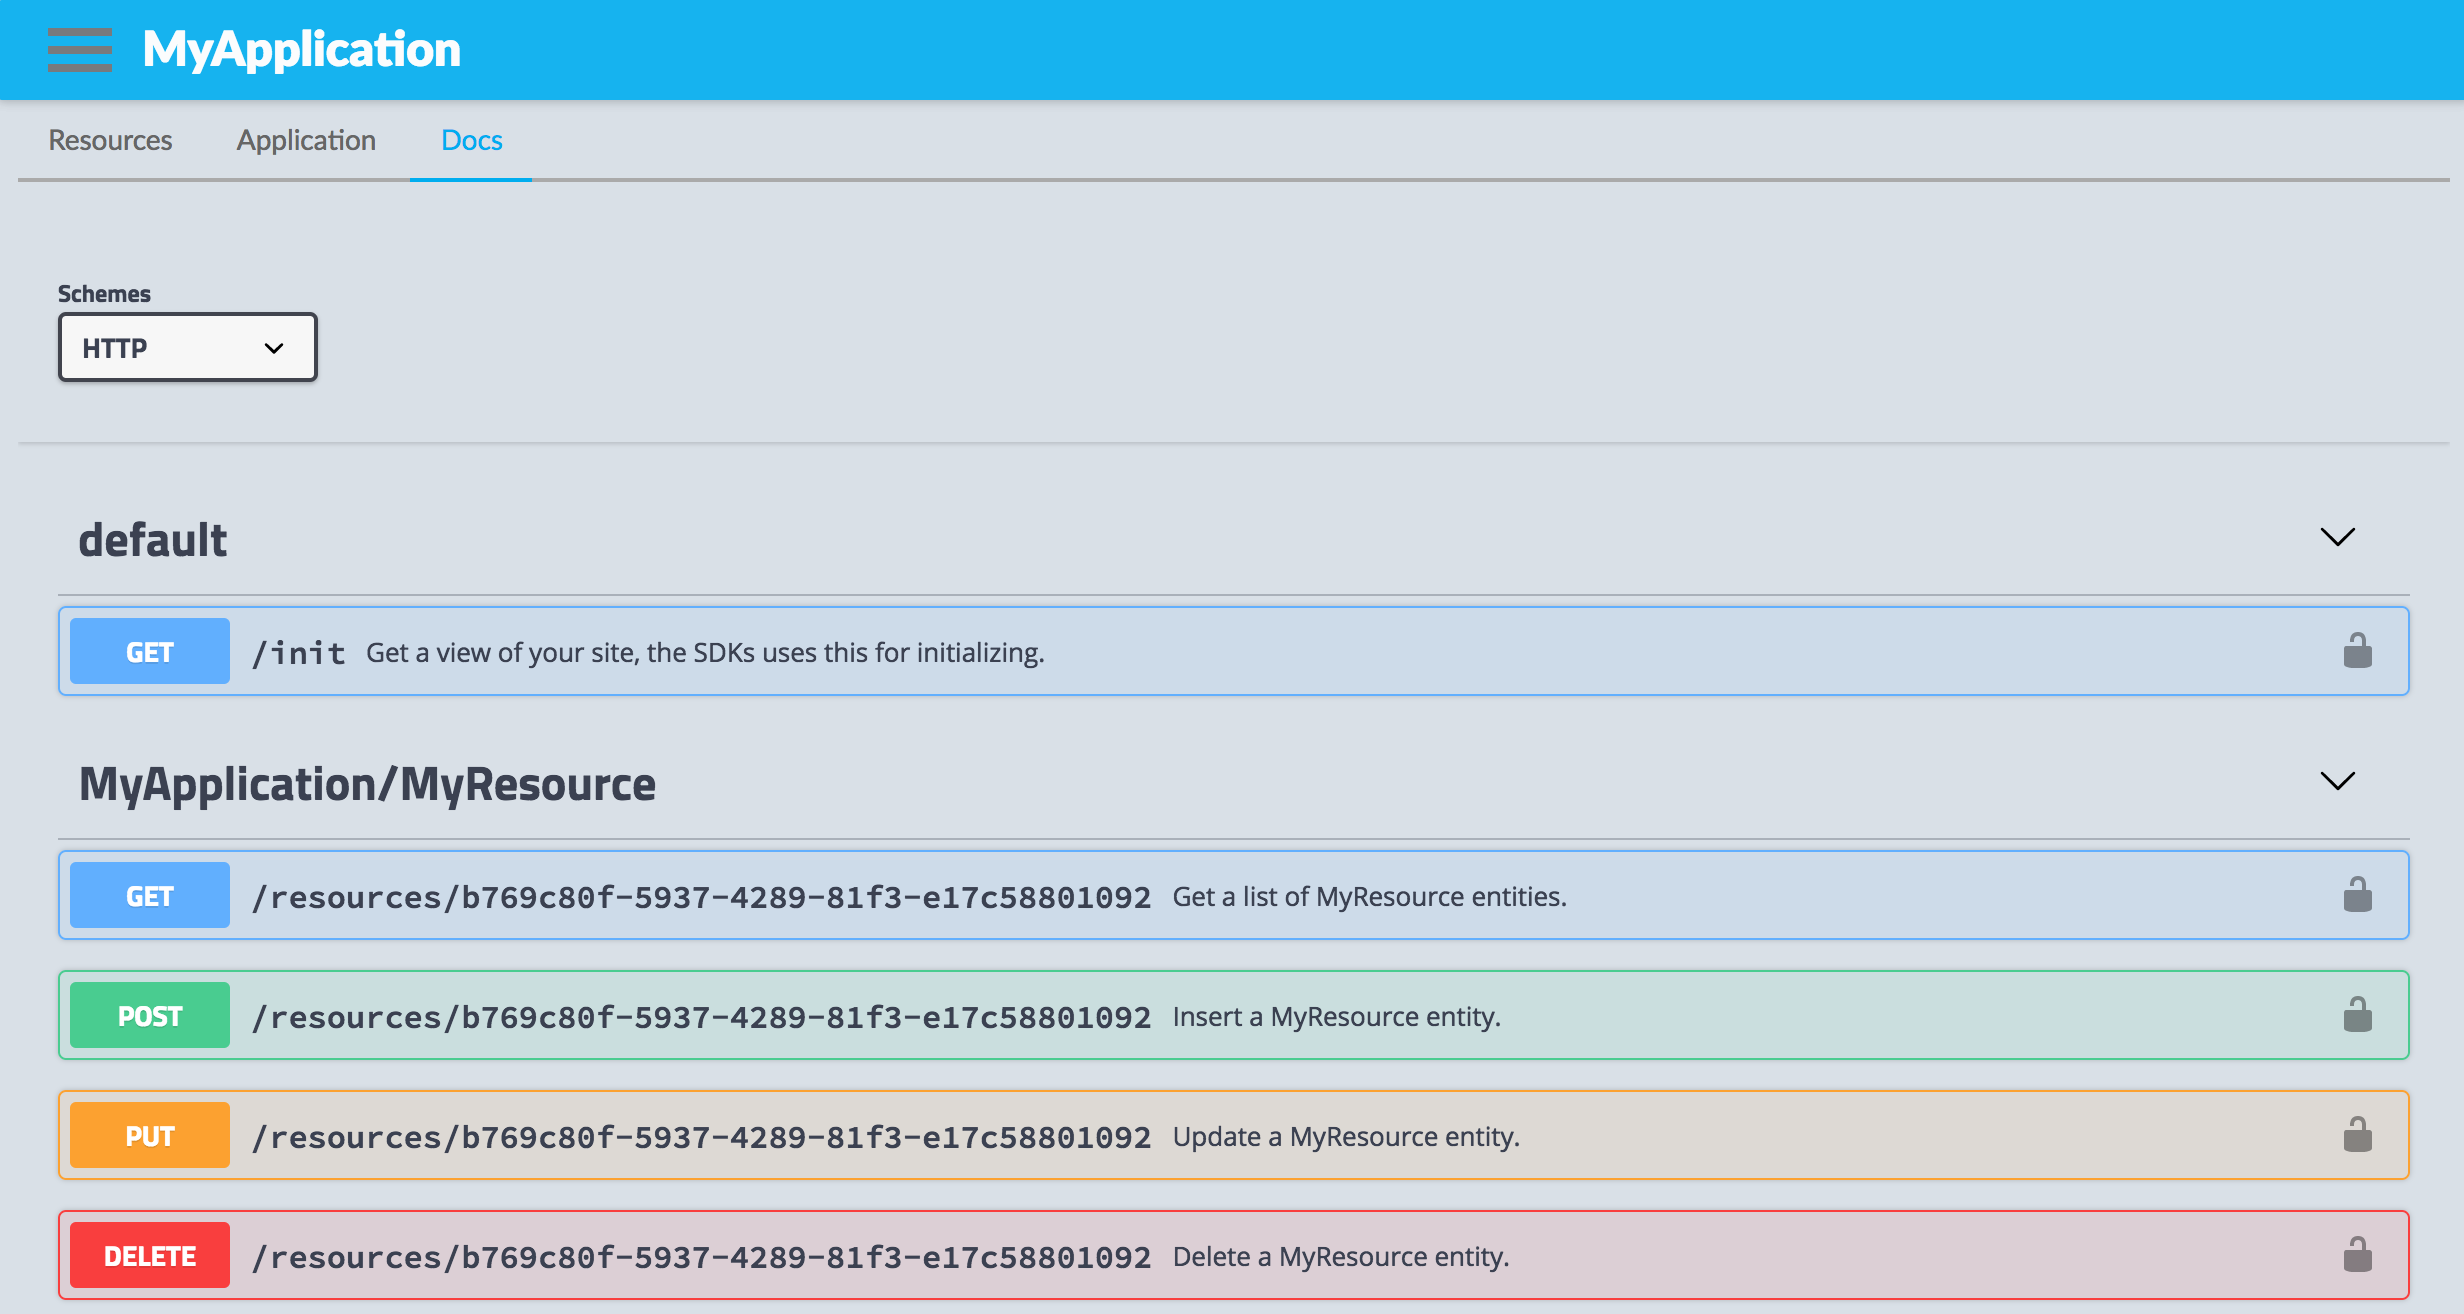 MyApplication
Resources Application Docs
Schemes
HTTP
default
GET /init Get a view of your site, the SDKs uses this for initializing.
MyApplication/MyResource
GET /resources/b769c80f-5937-4289-81f3-e17c58801092 Get a list of MyResource entities.
POST /resources/b769c80f-5937-4289-81f3-e17c58801092 Insert a MyResource entity.
PUT /resources/b769c80f-5937-4289-81f3-e17c58801092 Update a MyResource entity.
DELETE /resources/b769c80f-5937-4289-81f3-e17c58801092 Delete a MyResource entity.